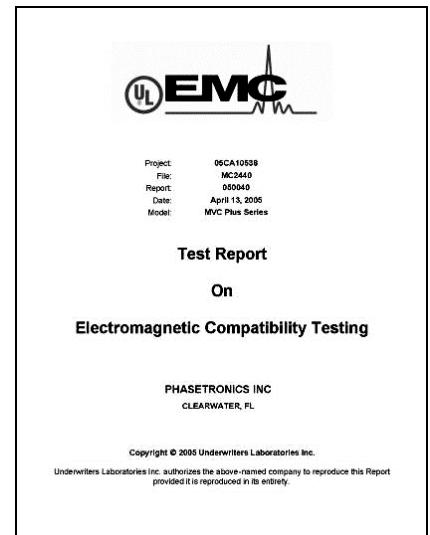 UL EMC
Project: 05CA10538
File: MC2440
Report: 050040
Date: April 13, 2005
Model: MVC Plus Series
Test Report
On
Electromagnetic Compatibility Testing
PHASETRONICS INC
CLEARWATER, FL
Copyright © 2005 Underwriters Laboratories Inc.
Underwriters Laboratories Inc. authorizes the above-named company to reproduce this Report
provided it is reproduced in its entirety.